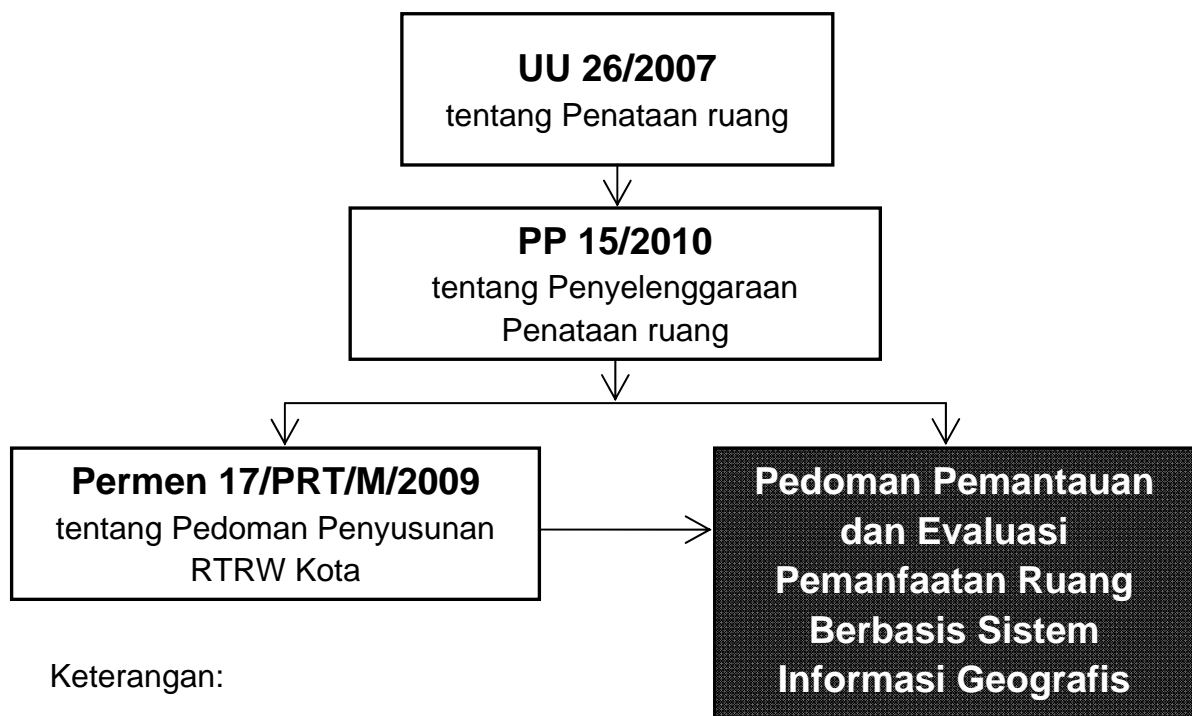 UU 26/2007
tentang Penataan ruang
PP 15/2010
tentang Penyelenggaraan
Penataan ruang
Permen 17/PRT/M/2009
tentang Pedoman Penyusunan
RTRW Kota
Pedoman Pemantauan
dan Evaluasi
Pemanfaatan Ruang
Berbasis Sistem
Informasi Geografis
Keterangan: